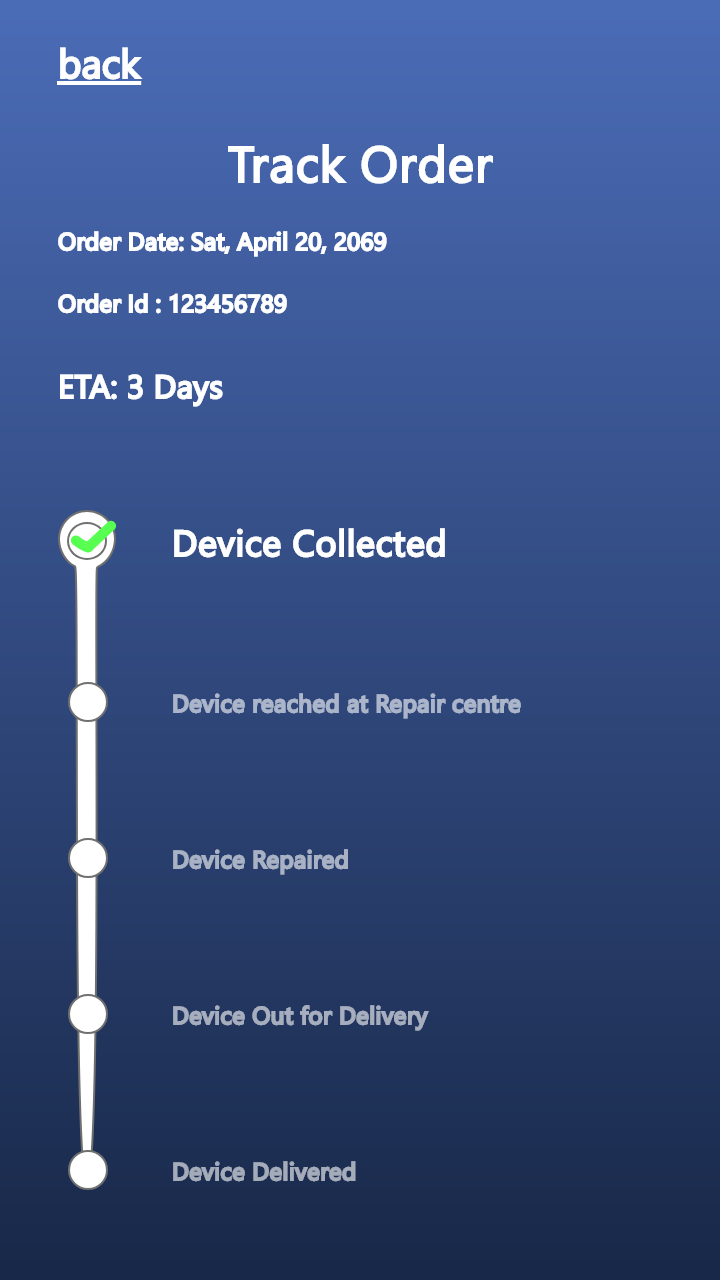 back
Track Order
Order Date: Sat, April 20, 2069
Order Id : 123456789
ETA: 3 Days
Device Collected
Device reached at Repair centre
Device Repaired
Device Out for Delivery
Device Delivered